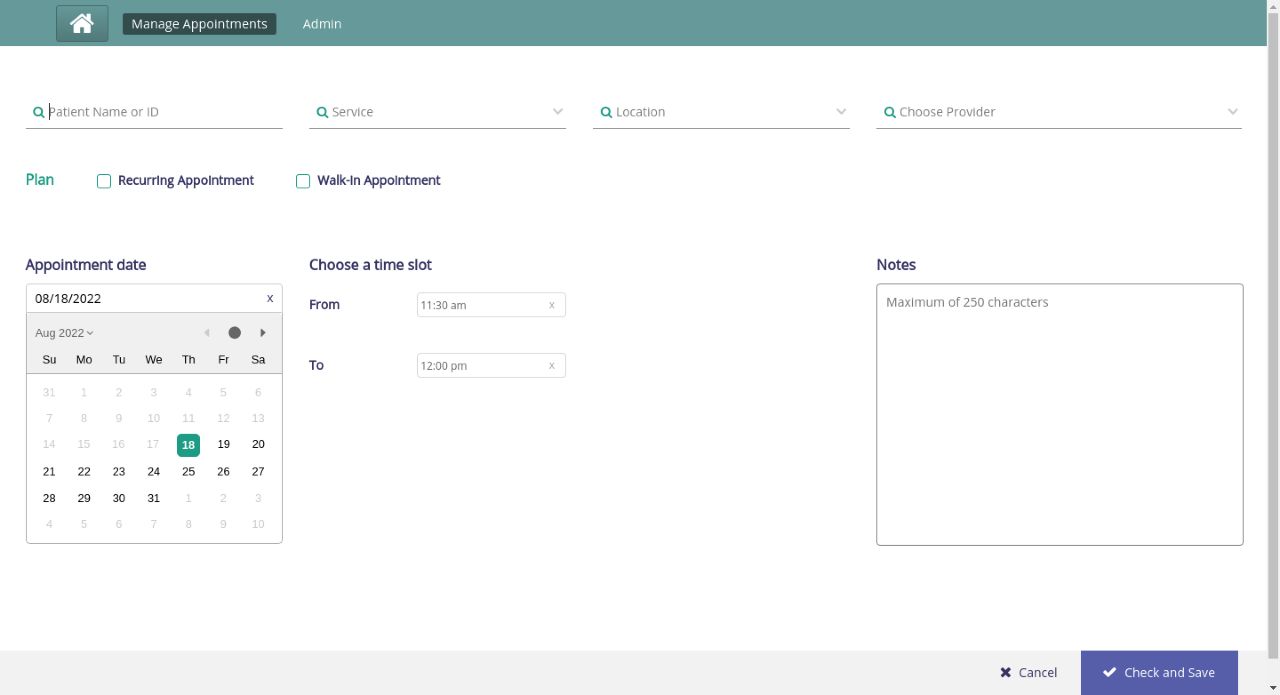 Manage Appointments Admin
Patient Name or ID Service Location Choose Provider
Plan Recurring Appointment Walk-in Appointment
Appointment date Choose a time slot Notes
08/18/2022 x
From 11:30 am x
Maximum of 250 characters
Aug 2022
Su Mo Tu We Th Fr Sa
To 12:00 pm x
31 1 2 3 4 5 6
7 8 9 10 11 12 13
14 15 16 17 18 19 20
21 22 23 24 25 26 27
28 29 30 31 1 2 3
4 5 6 7 8 9 10
Cancel Check and Save